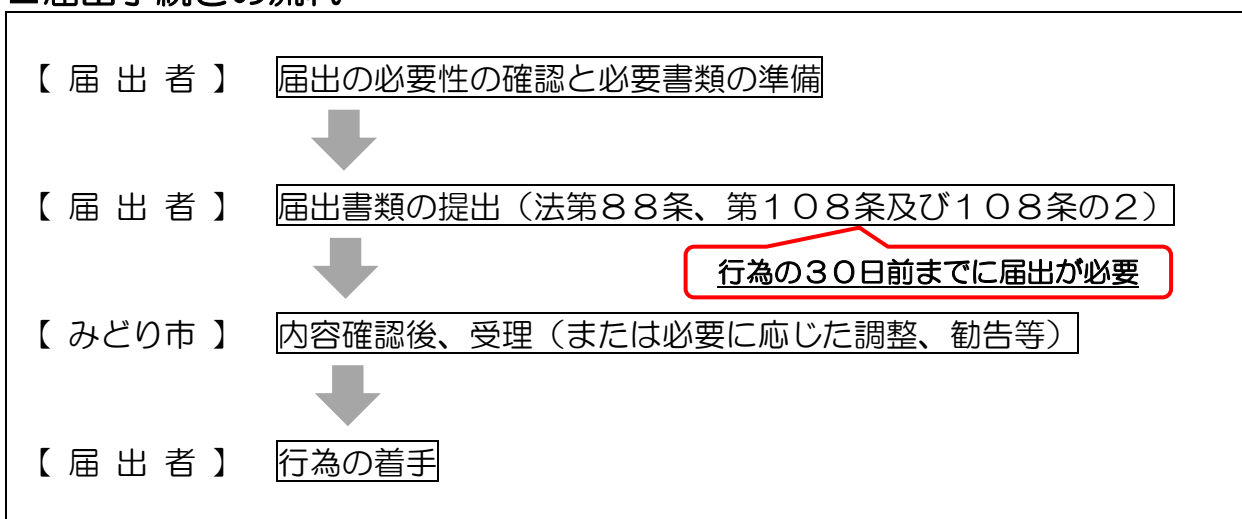 【 届 出 者 】 届出の必要性の確認と必要書類の準備
【 届 出 者 】 届出書類の提出（法第８８条、第１０８条及び１０８条の２）
行為の３０日前までに届出が必要
【 みどり市 】 内容確認後、受理（または必要に応じた調整、勧告等）
【 届 出 者 】 行為の着手